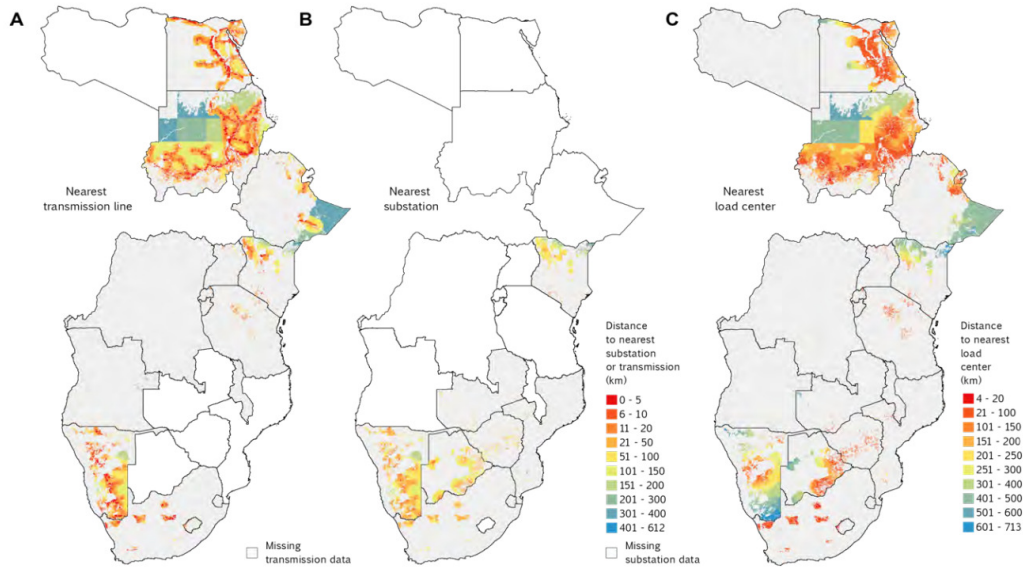 A
B
C
Nearest
transmission line
Nearest
substation
Nearest
load center
Distance
to nearest
substation
or transmission
(km)
0 - 5
6 - 10
11 - 20
21 - 50
51 - 100
101 - 150
151 - 200
201 - 300
301 - 400
401 - 612
Distance
to nearest
load
center
(km)
4 - 20
21 - 100
101 - 150
151 - 200
201 - 250
251 - 300
301 - 400
401 - 500
501 - 600
601 - 713
Missing
transmission data
Missing
substation data